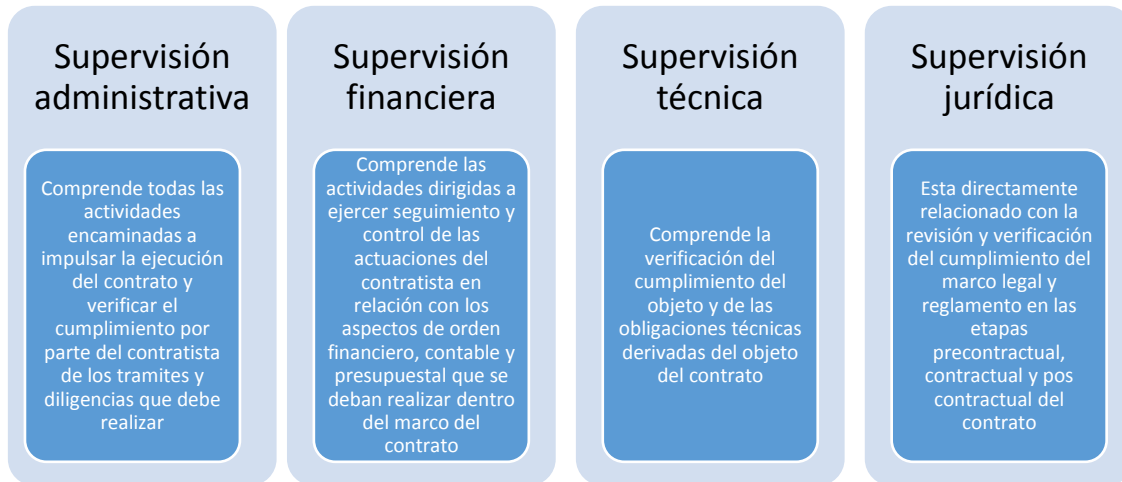 Supervisión
administrativa
Comprende todas las
actividades
encaminadas a
impulsar la ejecución
del contrato y
verificar el
cumplimiento por
parte del contratista
de los tramites y
diligencias que debe
realizar
Supervisión
financiera
Comprende las
actividades dirigidas a
ejercer seguimiento y
control de las
actuaciones del
contratista en
relación con los
aspectos de orden
financiero, contable y
presupuestal que se
deban realizar dentro
del marco del
contrato
Supervisión
técnica
Comprende la
verificación del
cumplimiento del
objeto y de las
obligaciones técnicas
derivadas del objeto
del contrato
Supervisión
jurídica
Esta directamente
relacionado con la
revisión y verificación
del cumplimiento del
marco legal y
reglamento en las
etapas
precontractual,
contractual y pos
contractual del
contrato